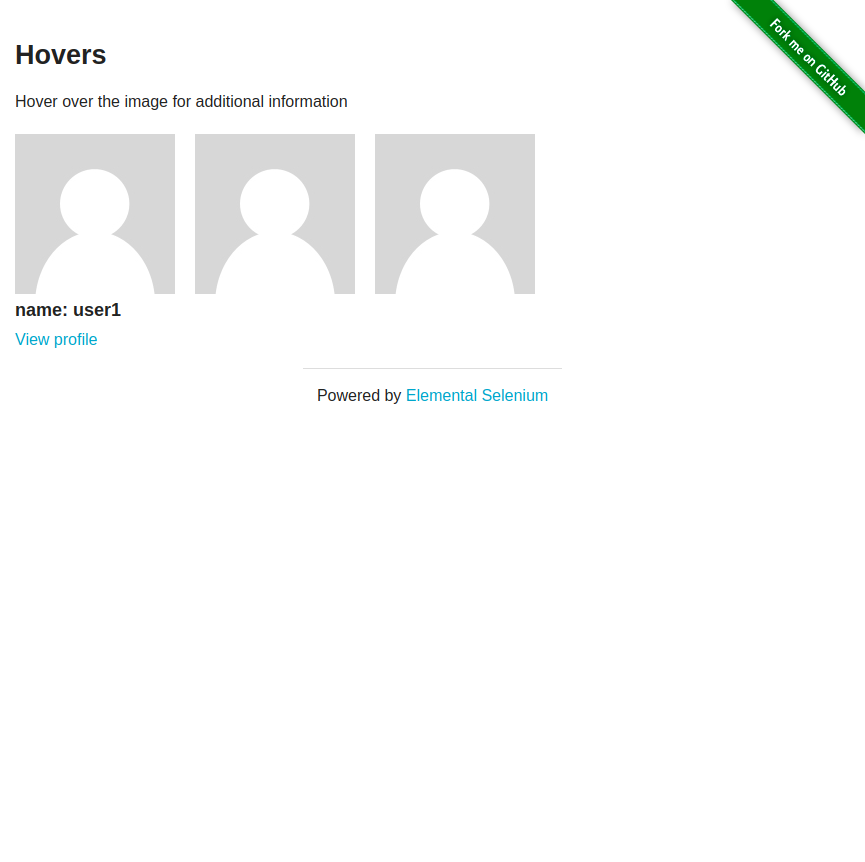 Fork me on GitHub
Hovers
Hover over the image for additional information
name: user1
View profile
Powered by Elemental Selenium